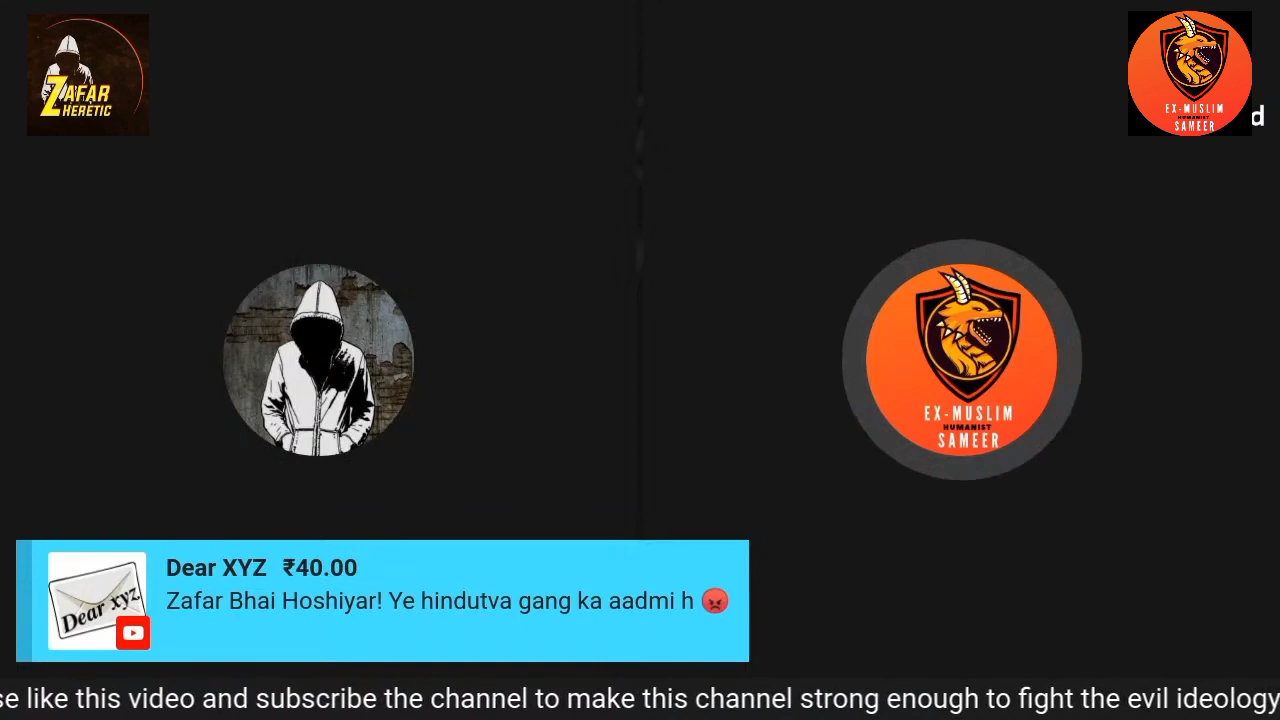 ZAFAR
HERETIC
EX-MUSLIM
HUMANIST
SAMEER
d
EX-MUSLIM
HUMANIST
SAMEER
Dear XYZ ₹40.00
Dear xyz
Zafar Bhai Hoshiyar! Ye hindutva gang ka aadmi h 😡
se like this video and subscribe the channel to make this channel strong enough to fight the evil ideology